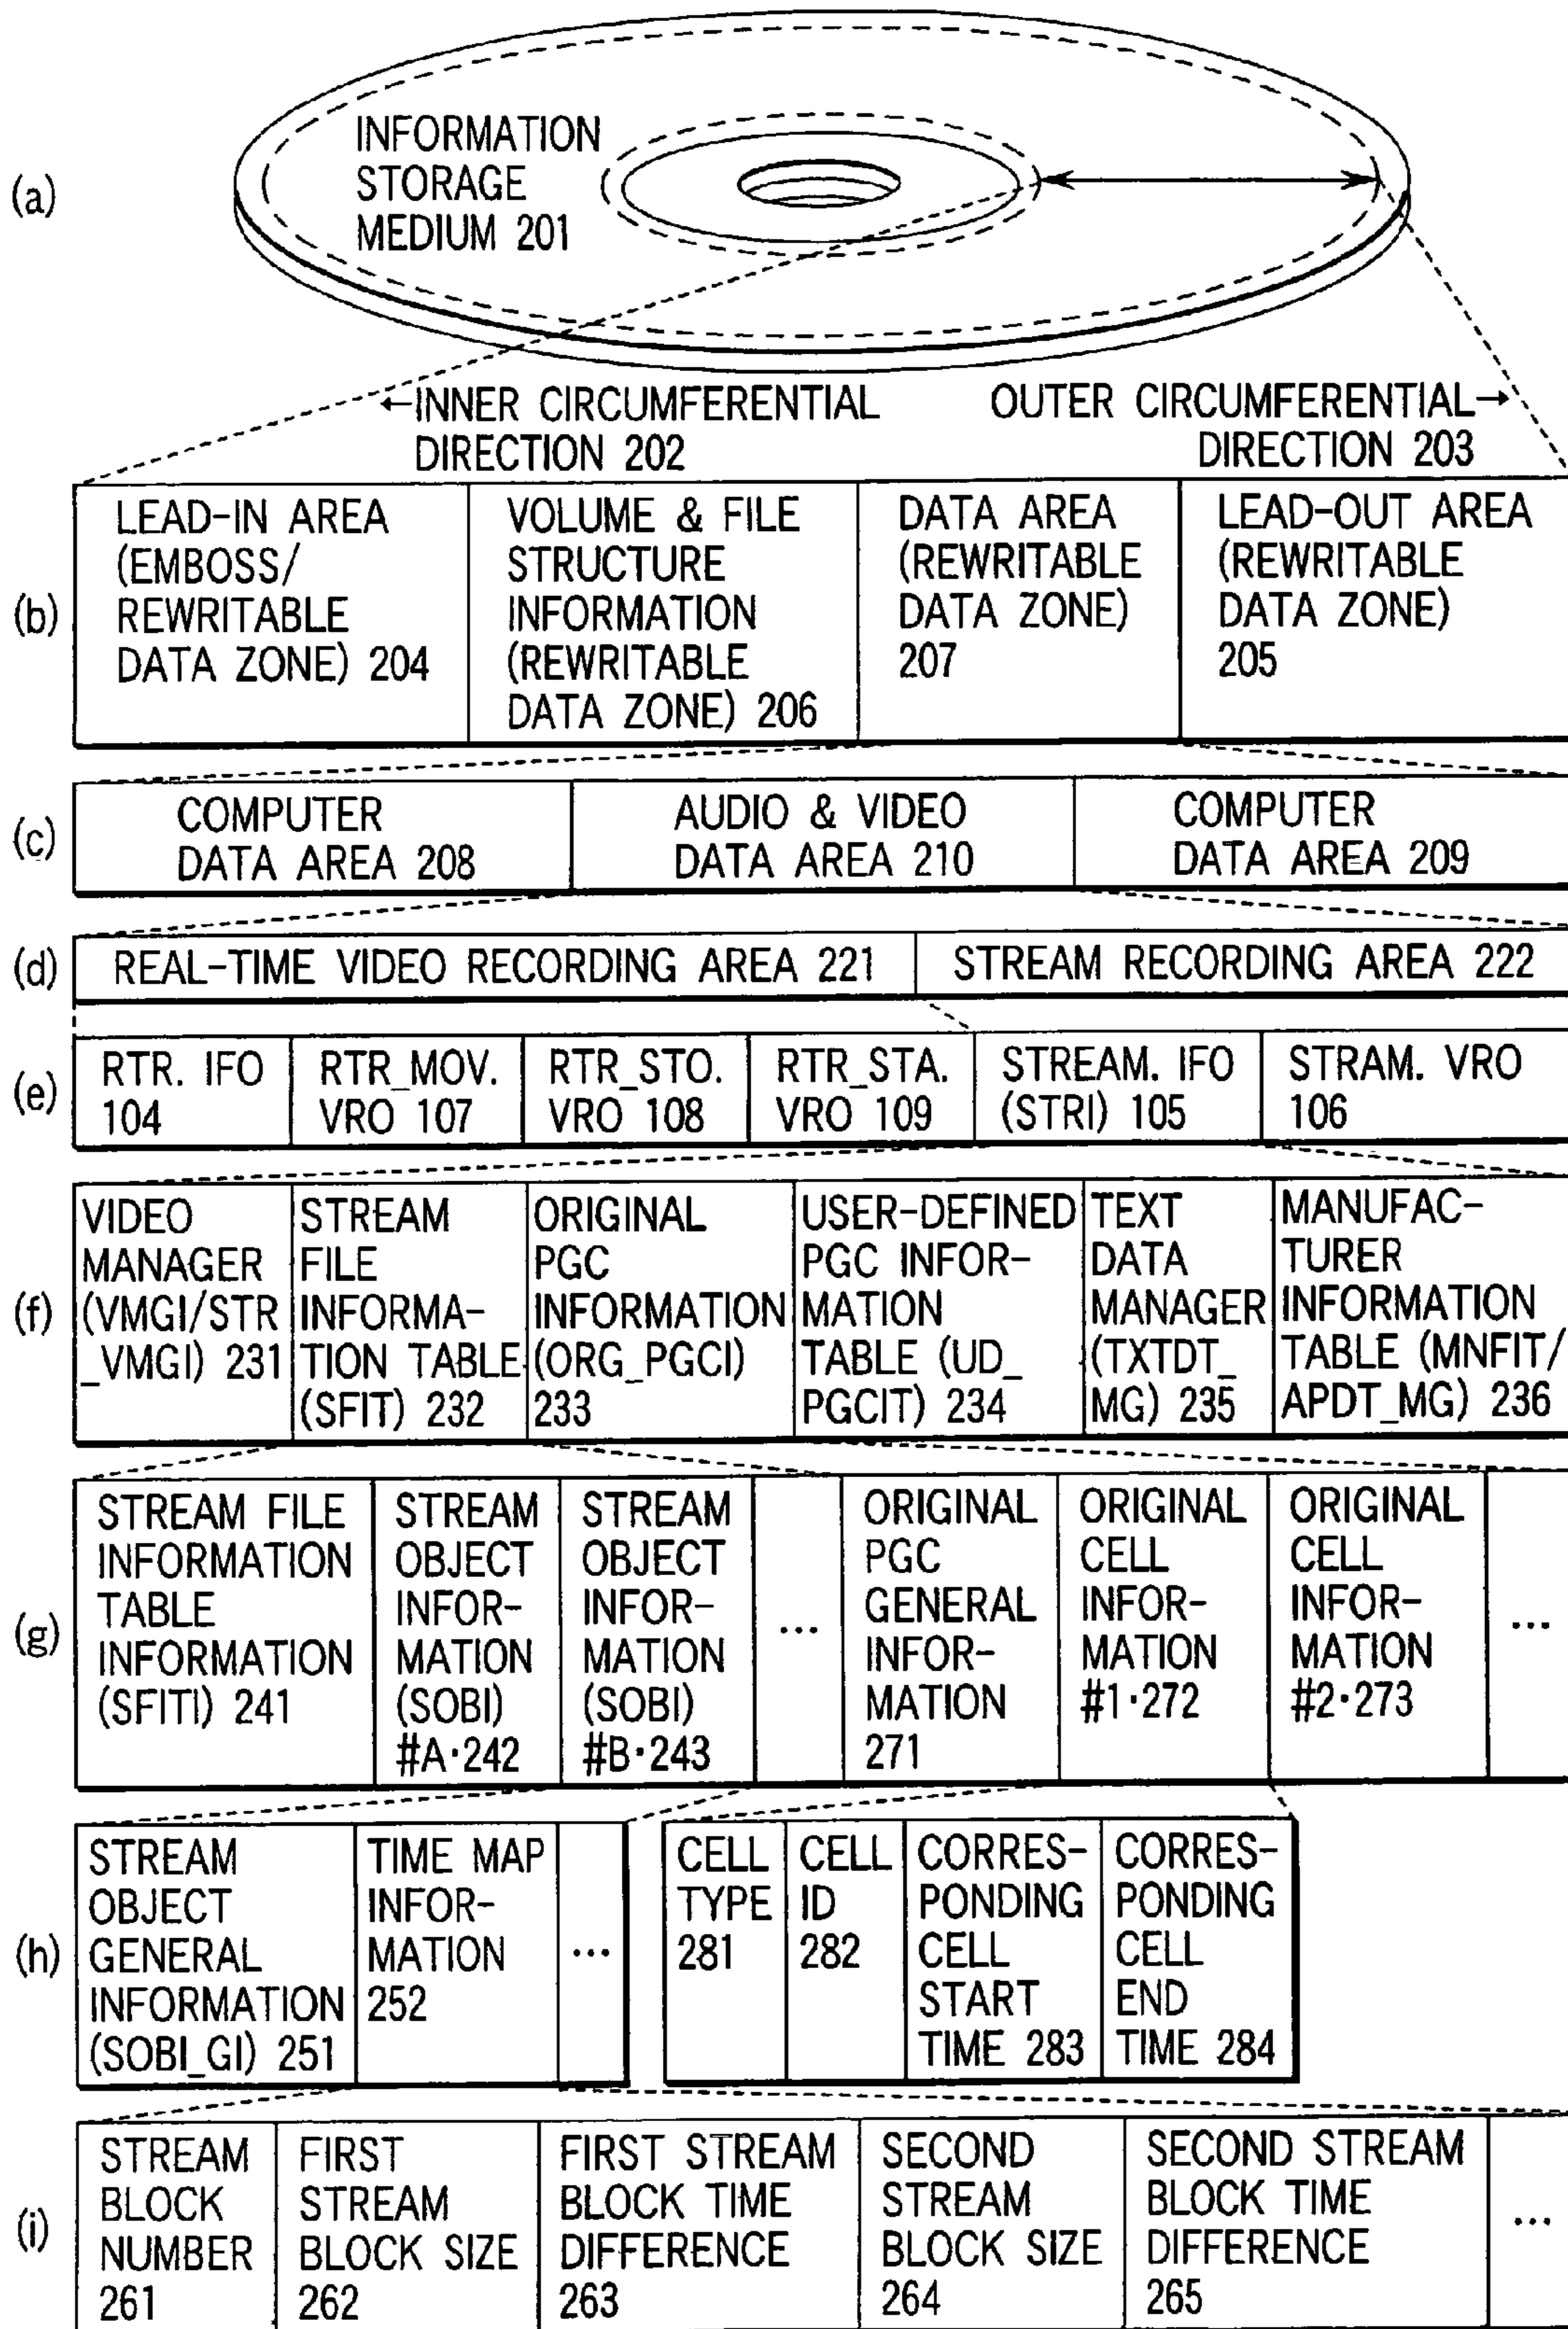 (a)
INFORMATION
STORAGE
MEDIUM 201
←INNER CIRCUMFERENTIAL
DIRECTION 202
OUTER CIRCUMFERENTIAL→
DIRECTION 203
(b)
LEAD-IN AREA
(EMBOSS/
REWRITABLE
DATA ZONE) 204
VOLUME & FILE
STRUCTURE
INFORMATION
(REWRITABLE
DATA ZONE) 206
DATA AREA
(REWRITABLE
DATA ZONE)
207
LEAD-OUT AREA
(REWRITABLE
DATA ZONE)
205
(c)
COMPUTER
DATA AREA 208
AUDIO & VIDEO
DATA AREA 210
COMPUTER
DATA AREA 209
(d)
REAL-TIME VIDEO RECORDING AREA 221
STREAM RECORDING AREA 222
(e)
RTR. IFO
104
RTR_MOV.
VRO 107
RTR_STO.
VRO 108
RTR_STA.
VRO 109
STREAM. IFO
(STRI) 105
STRAM. VRO
106
(f)
VIDEO
MANAGER
(VMGI/STR
_VMGI) 231
STREAM
FILE
INFORMA-
TION TABLE
(SFIT) 232
ORIGINAL
PGC
INFORMATION
(ORG_PGCI)
233
USER-DEFINED
PGC INFOR-
MATION
TABLE (UD_
PGCIT) 234
TEXT
DATA
MANAGER
(TXTDT_
MG) 235
MANUFAC-
TURER
INFORMATION
TABLE (MNFIT/
APDT_MG) 236
(g)
STREAM FILE
INFORMATION
TABLE
INFORMATION
(SFITI) 241
STREAM
OBJECT
INFOR-
MATION
(SOBI)
#A·242
STREAM
OBJECT
INFOR-
MATION
(SOBI)
#B·243
...
ORIGINAL
PGC
GENERAL
INFOR-
MATION
271
ORIGINAL
CELL
INFOR-
MATION
#1·272
ORIGINAL
CELL
INFOR-
MATION
#2·273
...
(h)
STREAM
OBJECT
GENERAL
INFORMATION
(SOBI_GI) 251
TIME MAP
INFOR-
MATION
252
...
CELL
TYPE
281
CELL
ID
282
CORRES-
PONDING
CELL
START
TIME 283
CORRES-
PONDING
CELL
END
TIME 284
(i)
STREAM
BLOCK
NUMBER
261
FIRST
STREAM
BLOCK SIZE
262
FIRST STREAM
BLOCK TIME
DIFFERENCE
263
SECOND
STREAM
BLOCK SIZE
264
SECOND STREAM
BLOCK TIME
DIFFERENCE
265
...